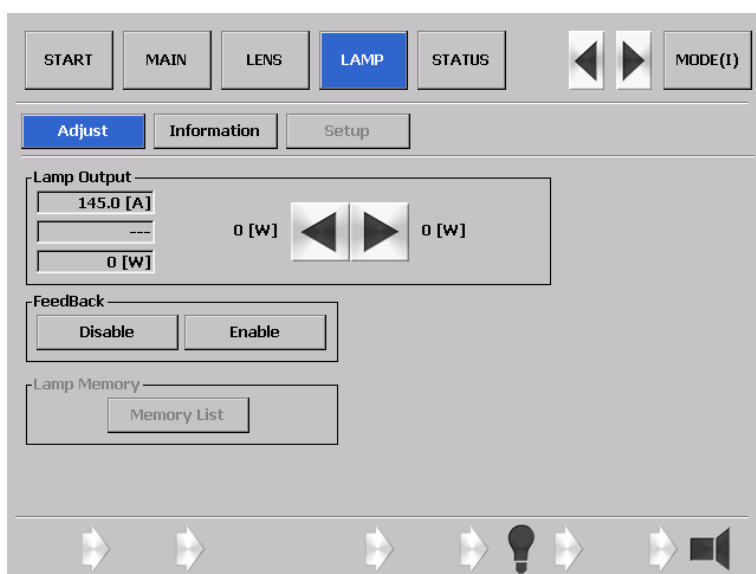 START MAIN LENS LAMP STATUS MODE(I)
Adjust Information Setup
Lamp Output
145.0 [A]
---
0 [W] 0 [W]
0 [W]
FeedBack
Disable Enable
Lamp Memory
Memory List